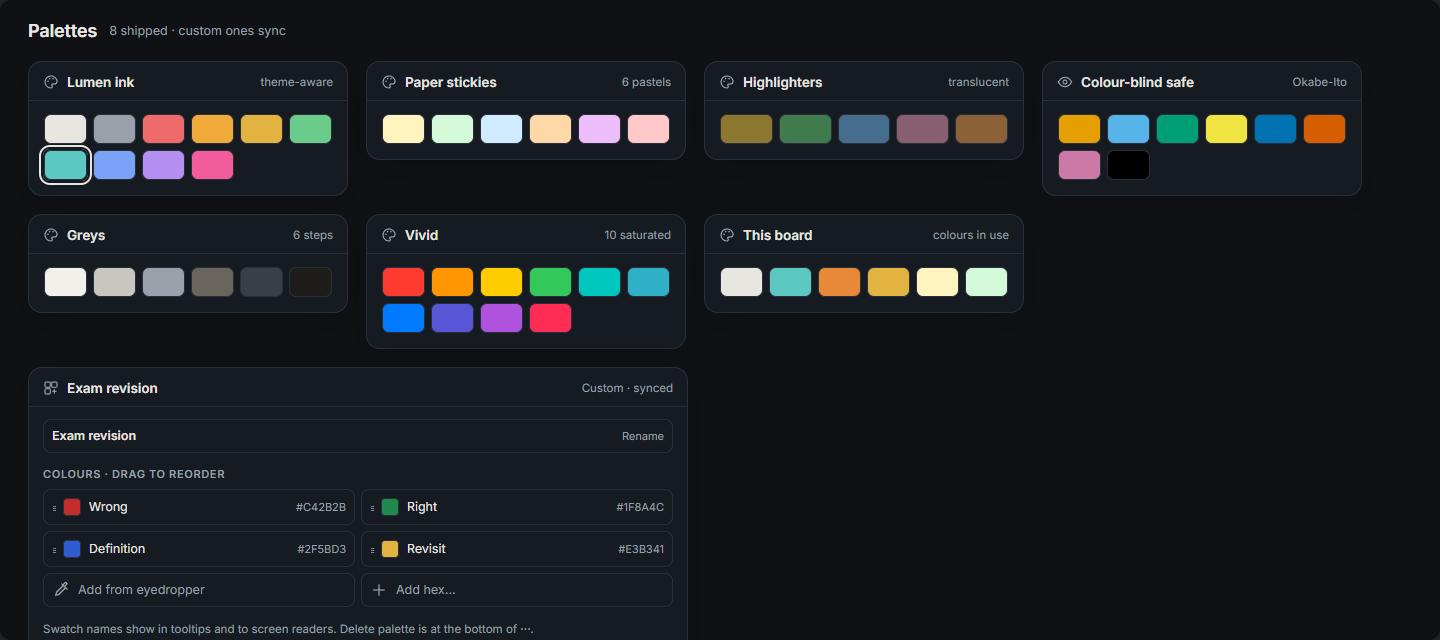 Palettes 8 shipped · custom ones sync
Lumen ink theme-aware
Paper stickies 6 pastels
Highlighters translucent
Colour-blind safe Okabe-Ito
Greys 6 steps
Vivid 10 saturated
This board colours in use
Exam revision Custom · synced
Exam revision Rename
COLOURS · DRAG TO REORDER
Wrong #C42B2B
Right #1F8A4C
Definition #2F5BD3
Revisit #E3B341
Add from eyedropper
Add hex...
Swatch names show in tooltips and to screen readers. Delete palette is at the bottom of ···.